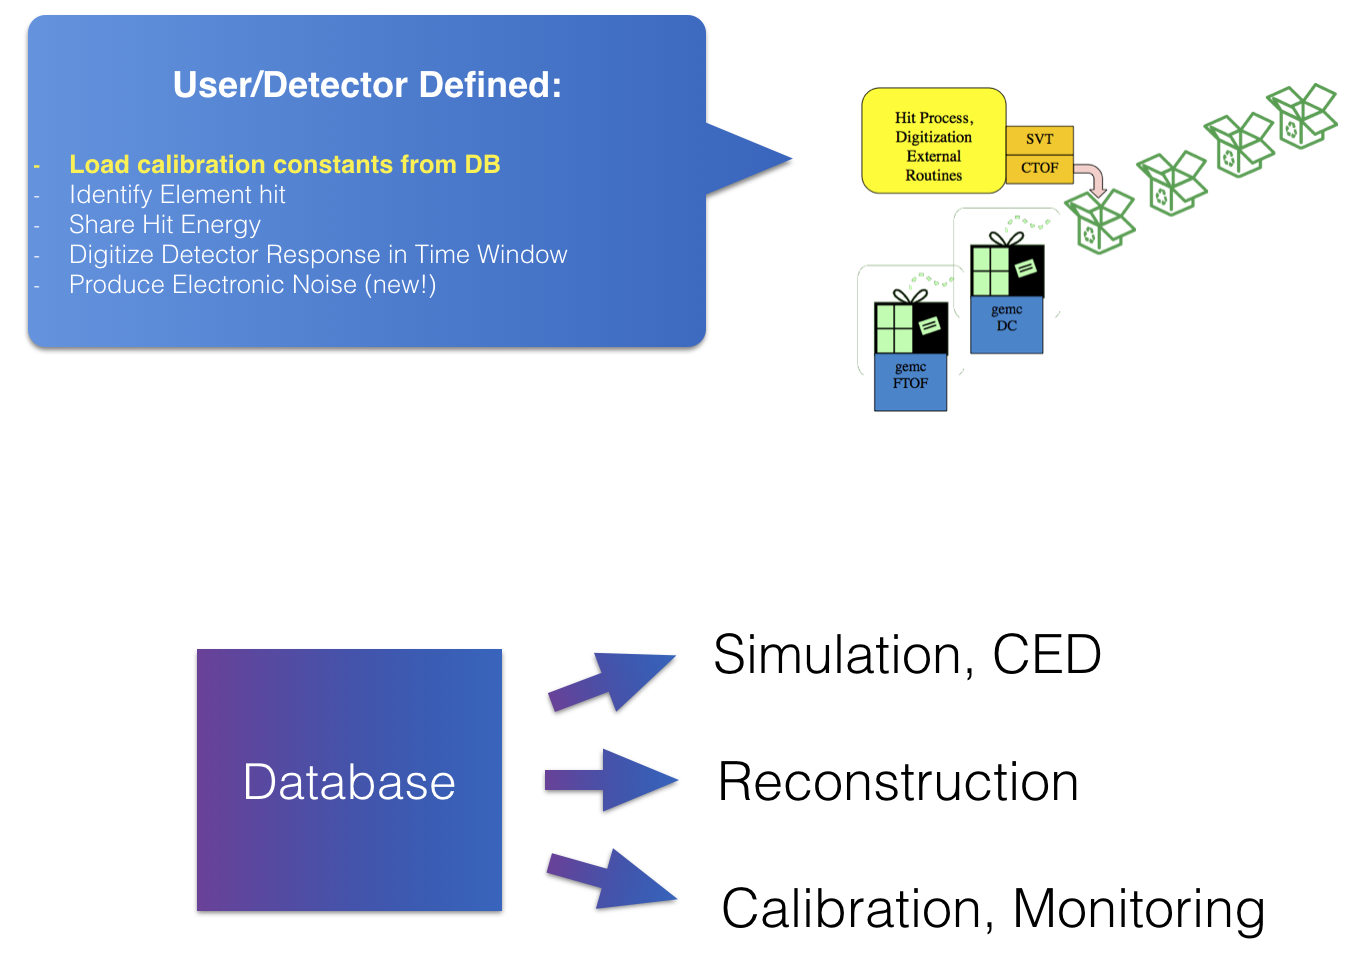 User/Detector Defined:
- Load calibration constants from DB
- Identify Element hit
- Share Hit Energy
- Digitize Detector Response in Time Window
- Produce Electronic Noise (new!)
Hit Process,
Digitization
External
Routines
SVT
CTOF
gemc
DC
gemc
FTOF
Database
Simulation, CED
Reconstruction
Calibration, Monitoring